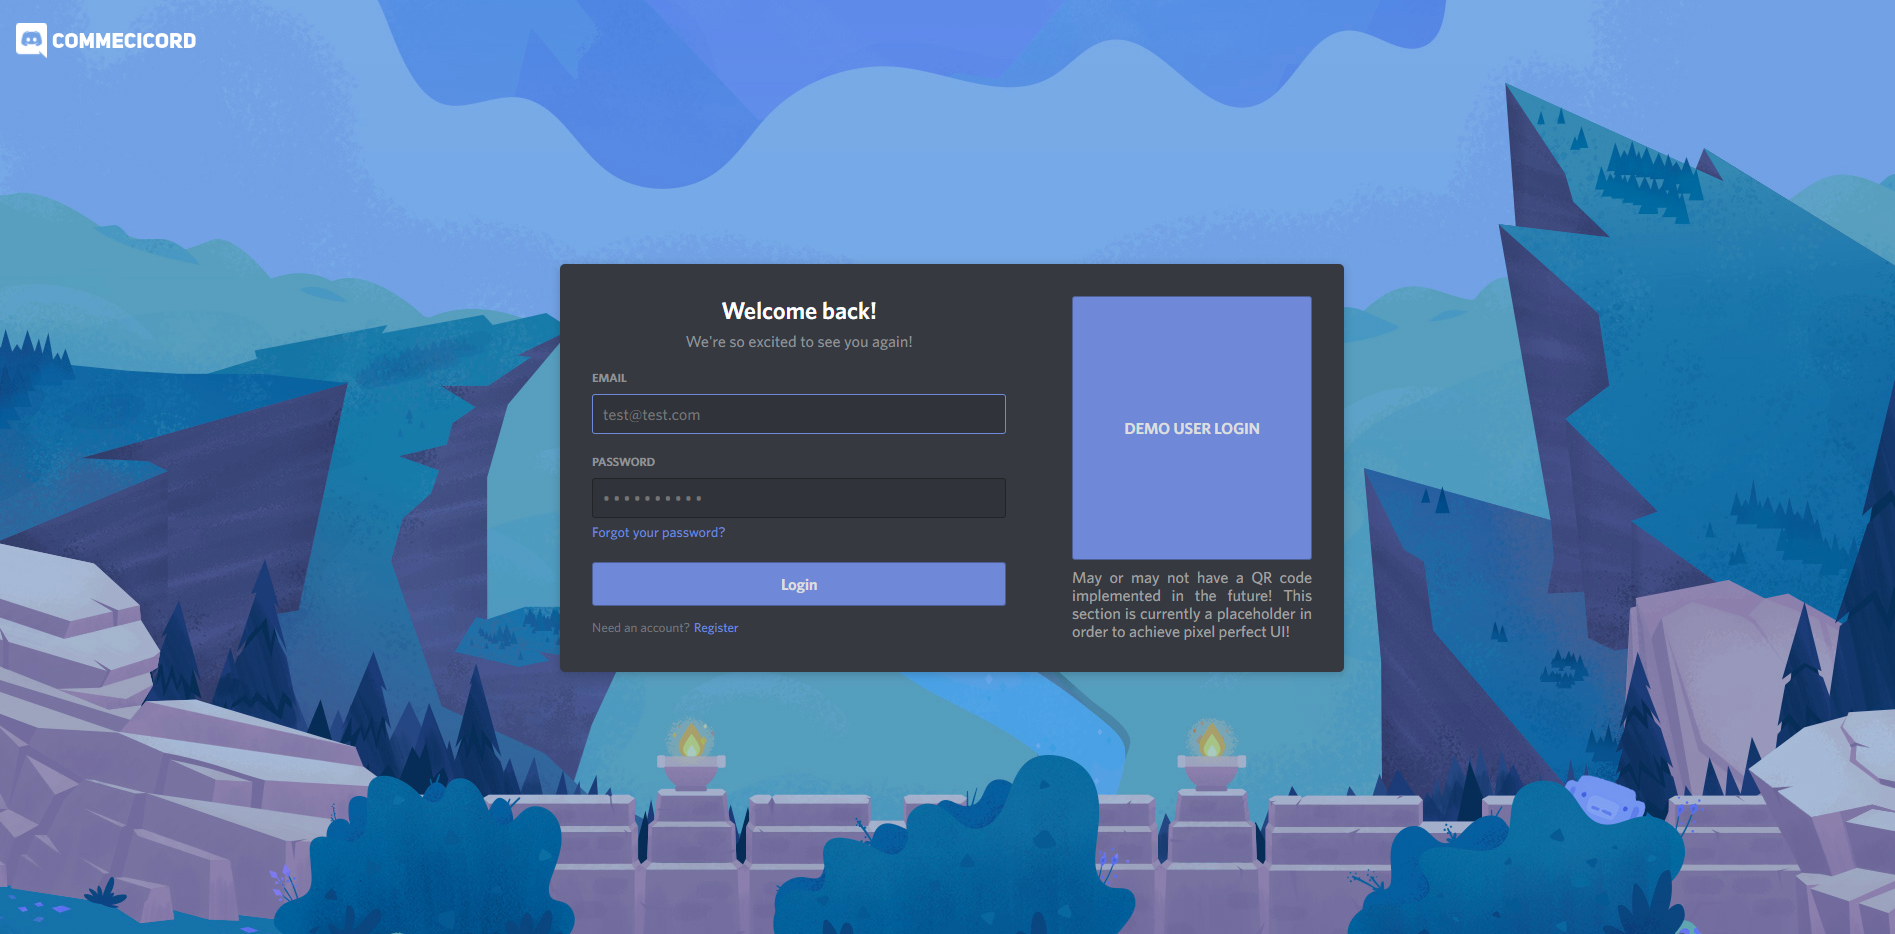 COMMECICORD
Welcome back!
We're so excited to see you again!
EMAIL
test@test.com
PASSWORD
••••••••••
Forgot your password?
Login
Need an account? Register
DEMO USER LOGIN
May or may not have a QR code
implemented in the future! This
section is currently a placeholder in
order to achieve pixel perfect UI!